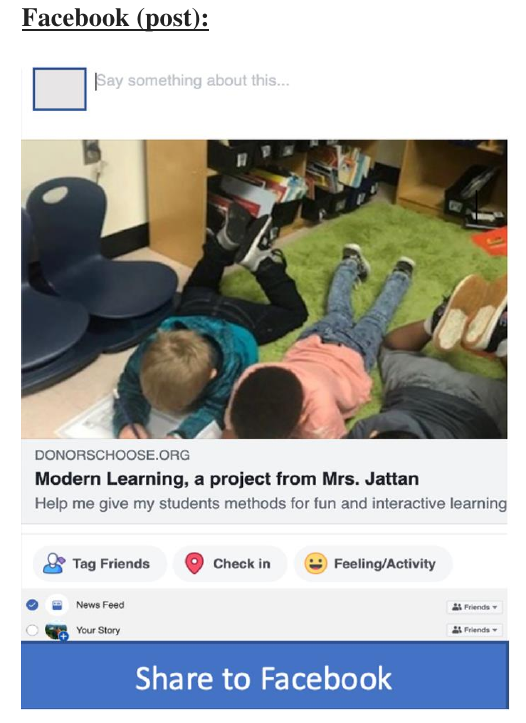 Facebook (post):
Say something about this...
DONORSCHOOSE.ORG
Modern Learning, a project from Mrs. Jattan
Help me give my students methods for fun and interactive learning
Tag Friends Check in Feeling/Activity
News Feed Friends
Your Story Friends
Share to Facebook